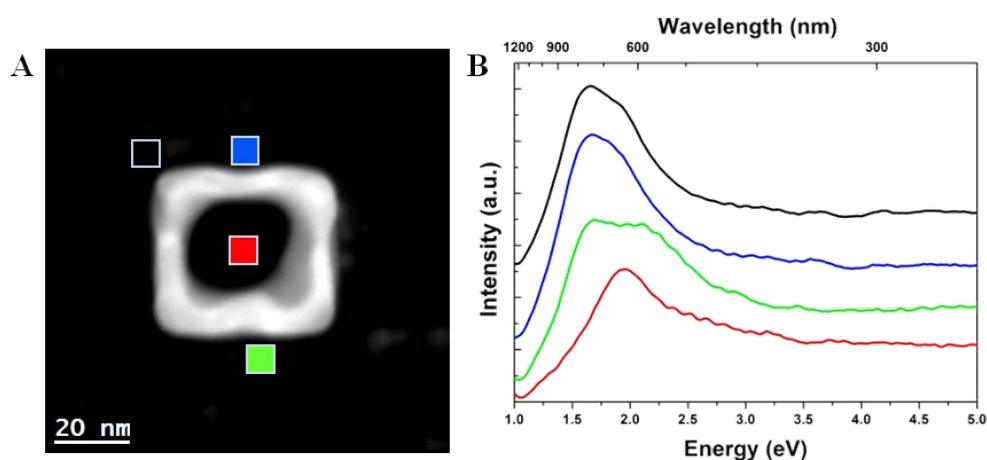 A
20 nm
B
Wavelength (nm)
1200 900 600 300
Intensity (a.u.)
1.0 1.5 2.0 2.5 3.0 3.5 4.0 4.5 5.0
Energy (eV)